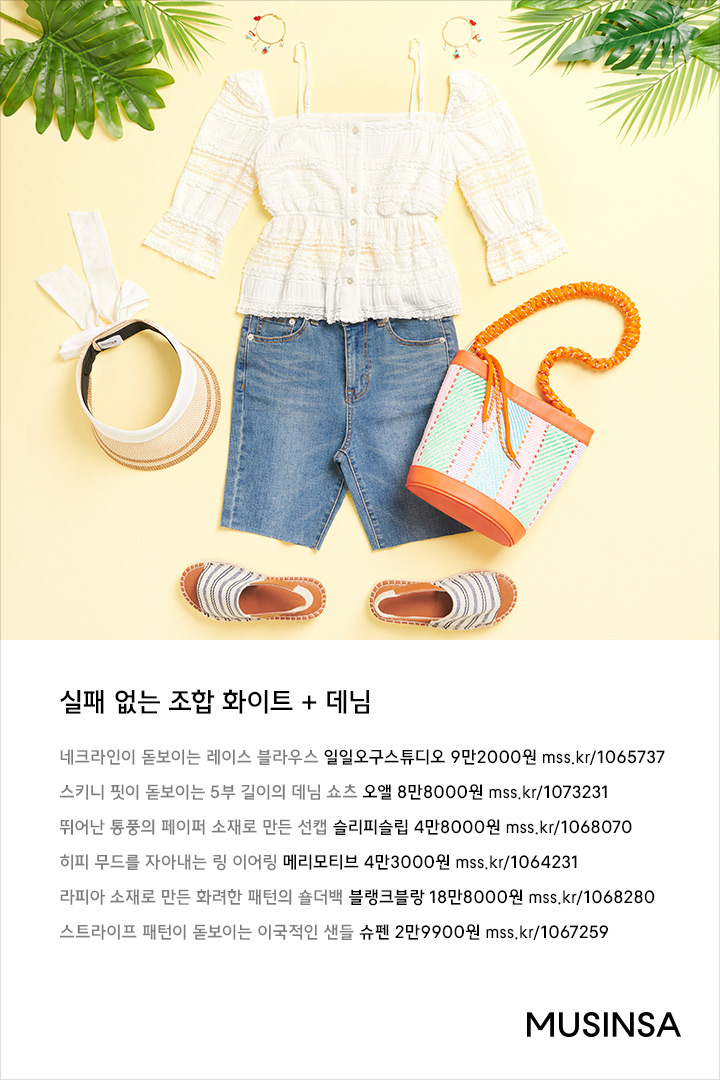 실패 없는 조합 화이트 + 데님
네크라인이 돋보이는 레이스 블라우스 일일오구스튜디오 9만2000원 mss.kr/1065737
스키니 핏이 돋보이는 5부 길이의 데님 쇼츠 오앨 8만8000원 mss.kr/1073231
뛰어난 통풍의 페이퍼 소재로 만든 선캡 슬리피슬립 4만8000원 mss.kr/1068070
히피 무드를 자아내는 링 이어링 메리모티브 4만3000원 mss.kr/1064231
라피아 소재로 만든 화려한 패턴의 숄더백 블랭크블랑 18만8000원 mss.kr/1068280
스트라이프 패턴이 돋보이는 이국적인 샌들 슈펜 2만9900원 mss.kr/1067259
MUSINSA